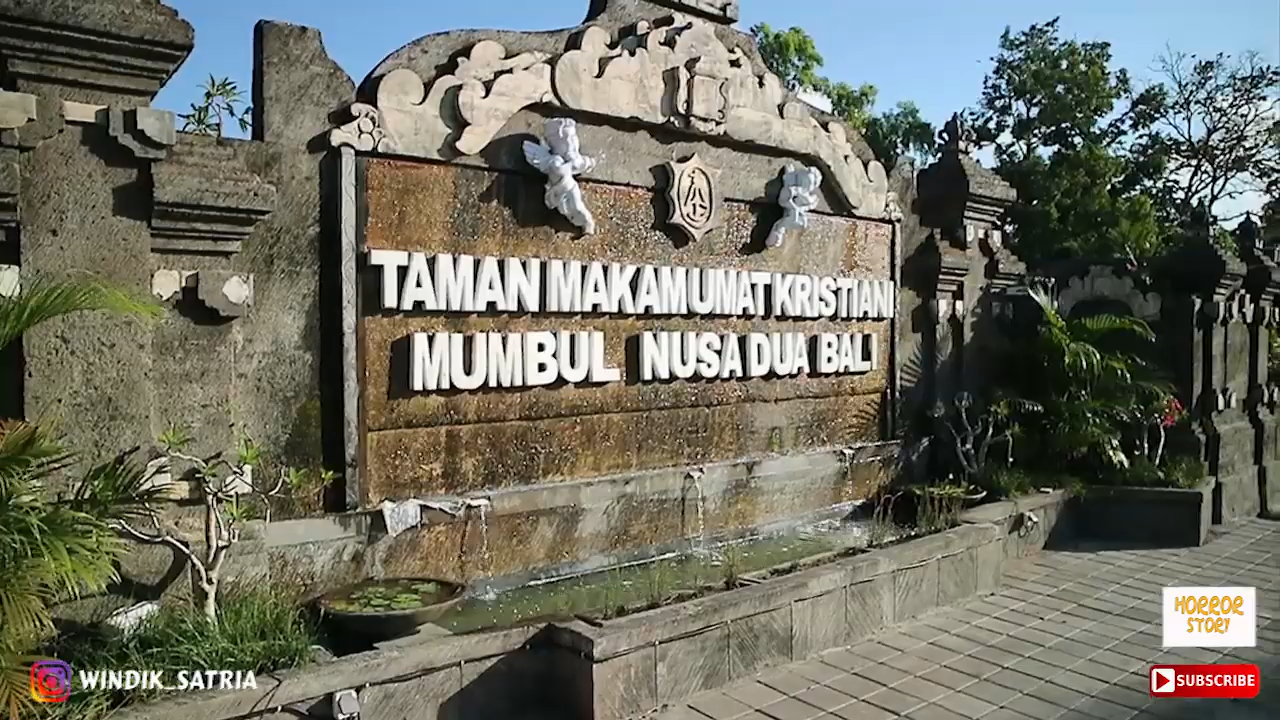 TAMAN MAKAM UMAT KRISTIANI
MUMBUL NUSA DUA BALI
WINDIK_SATRIA
HORROR
STORY
SUBSCRIBE